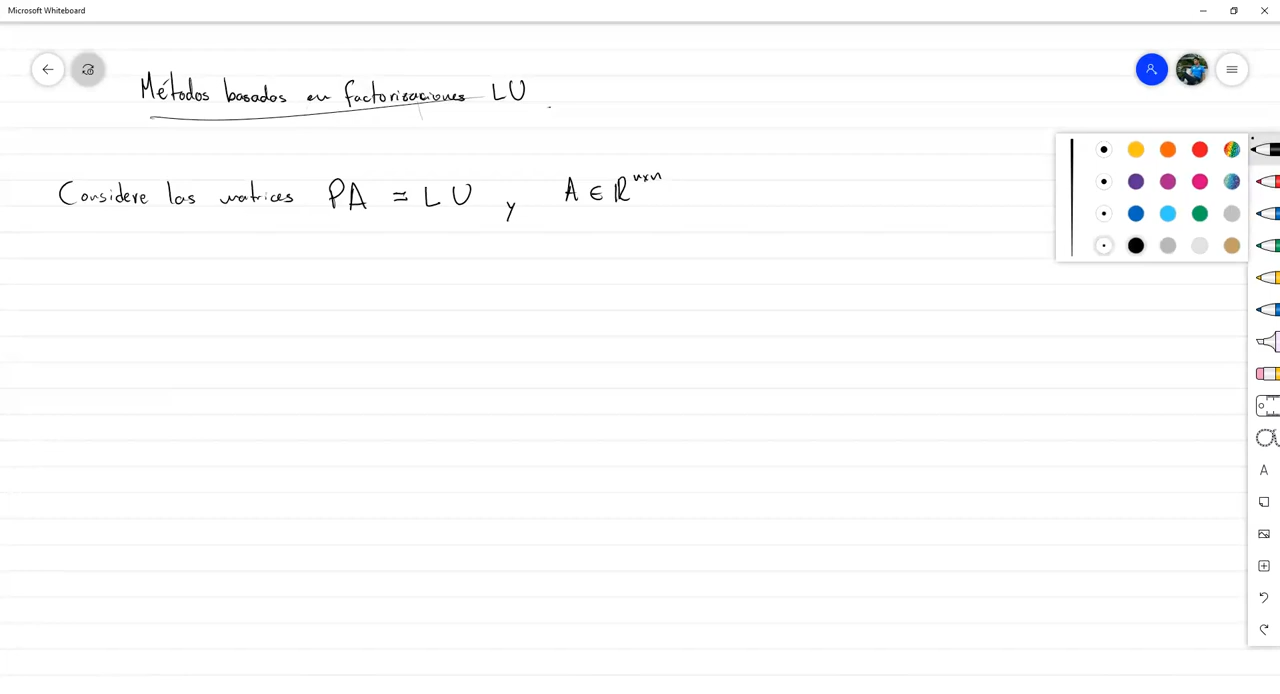 Microsoft Whiteboard
Métodos basados en factorizaciones LU.
Considere las matrices PA = LU y A ∈ ℝⁿˣⁿ
A